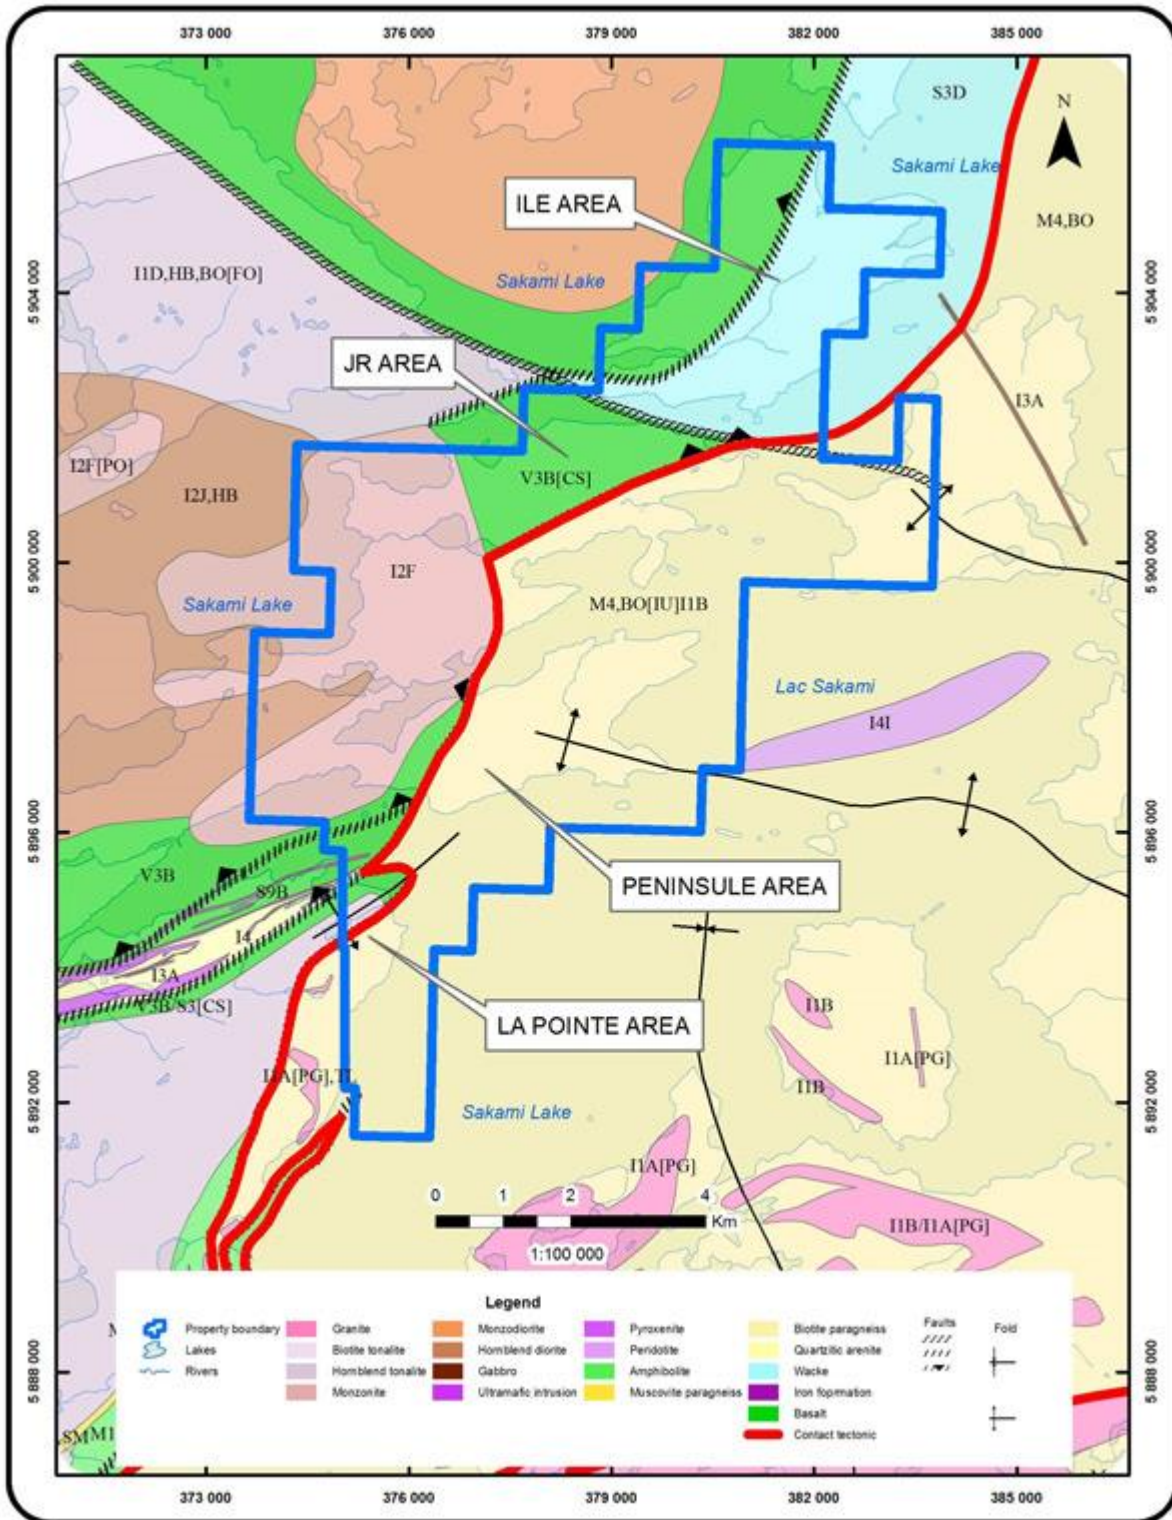 373 000 376 000 379 000 382 000 385 000
S3D
N
Sakami Lake
ILE AREA
M4,BO
I1D,HB,BO[FO]
Sakami Lake
5 904 000
5 904 000
JR AREA
I3A
I2F[PO]
V3B[CS]
I2J,HB
5 900 000
5 900 000
I2F
Sakami Lake
M4,BO[IU]I1B
Lac Sakami
I4I
5 896 000
5 896 000
V3B
S9B
PENINSULE AREA
I4
I3A
V3B/S3[CS]
LA POINTE AREA
I1B
I1A[PG]
I1A[PG],TL
I1B
5 892 000
5 892 000
Sakami Lake
I1A[PG]
0 1 2 4
Km
I1B/I1A[PG]
1:100 000
Legend
Property boundary
Lakes
Rivers
Granite
Biotite tonalite
Hornblend tonalite
Monzonite
Monzodiorite
Hornblend diorite
Gabbro
Ultramafic intrusion
Pyroxenite
Peridotite
Amphibolite
Muscovite paragneiss
Biotite paragneiss
Quartzitic arenite
Wacke
Iron fopmation
Basalt
Contact tectonic
Faults
Fold
5 888 000
5 888 000
373 000 376 000 379 000 382 000 385 000